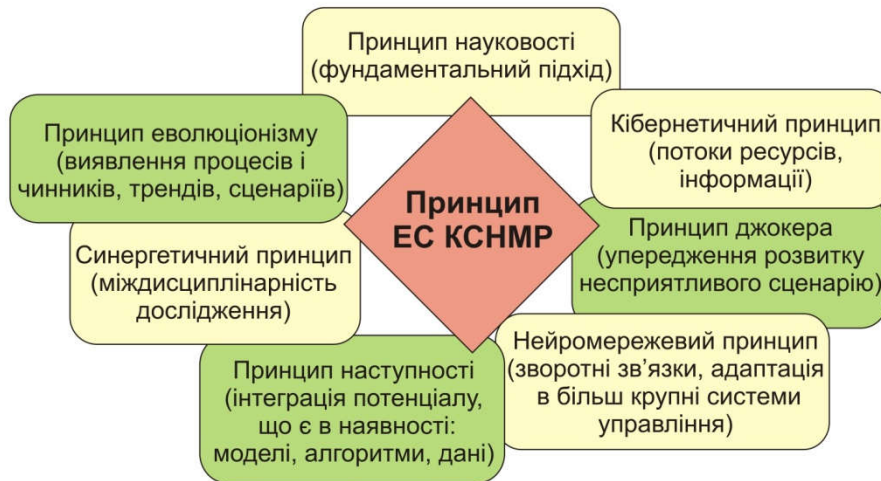 Принцип науковості
(фундаментальний підхід)
Принцип еволюціонізму
(виявлення процесів і
чинників, трендів, сценаріїв)
Кібернетичний принцип
(потоки ресурсів,
інформації)
Принцип
ЕС КСНМР
Синергетичний принцип
(міждисциплінарність
дослідження)
Принцип джокера
(упередження розвитку
несприятливого сценарію)
Принцип наступності
(інтеграція потенціалу,
що є в наявності:
моделі, алгоритми, дані)
Нейромережевий принцип
(зворотні зв’язки, адаптація
в більш крупні системи
управління)